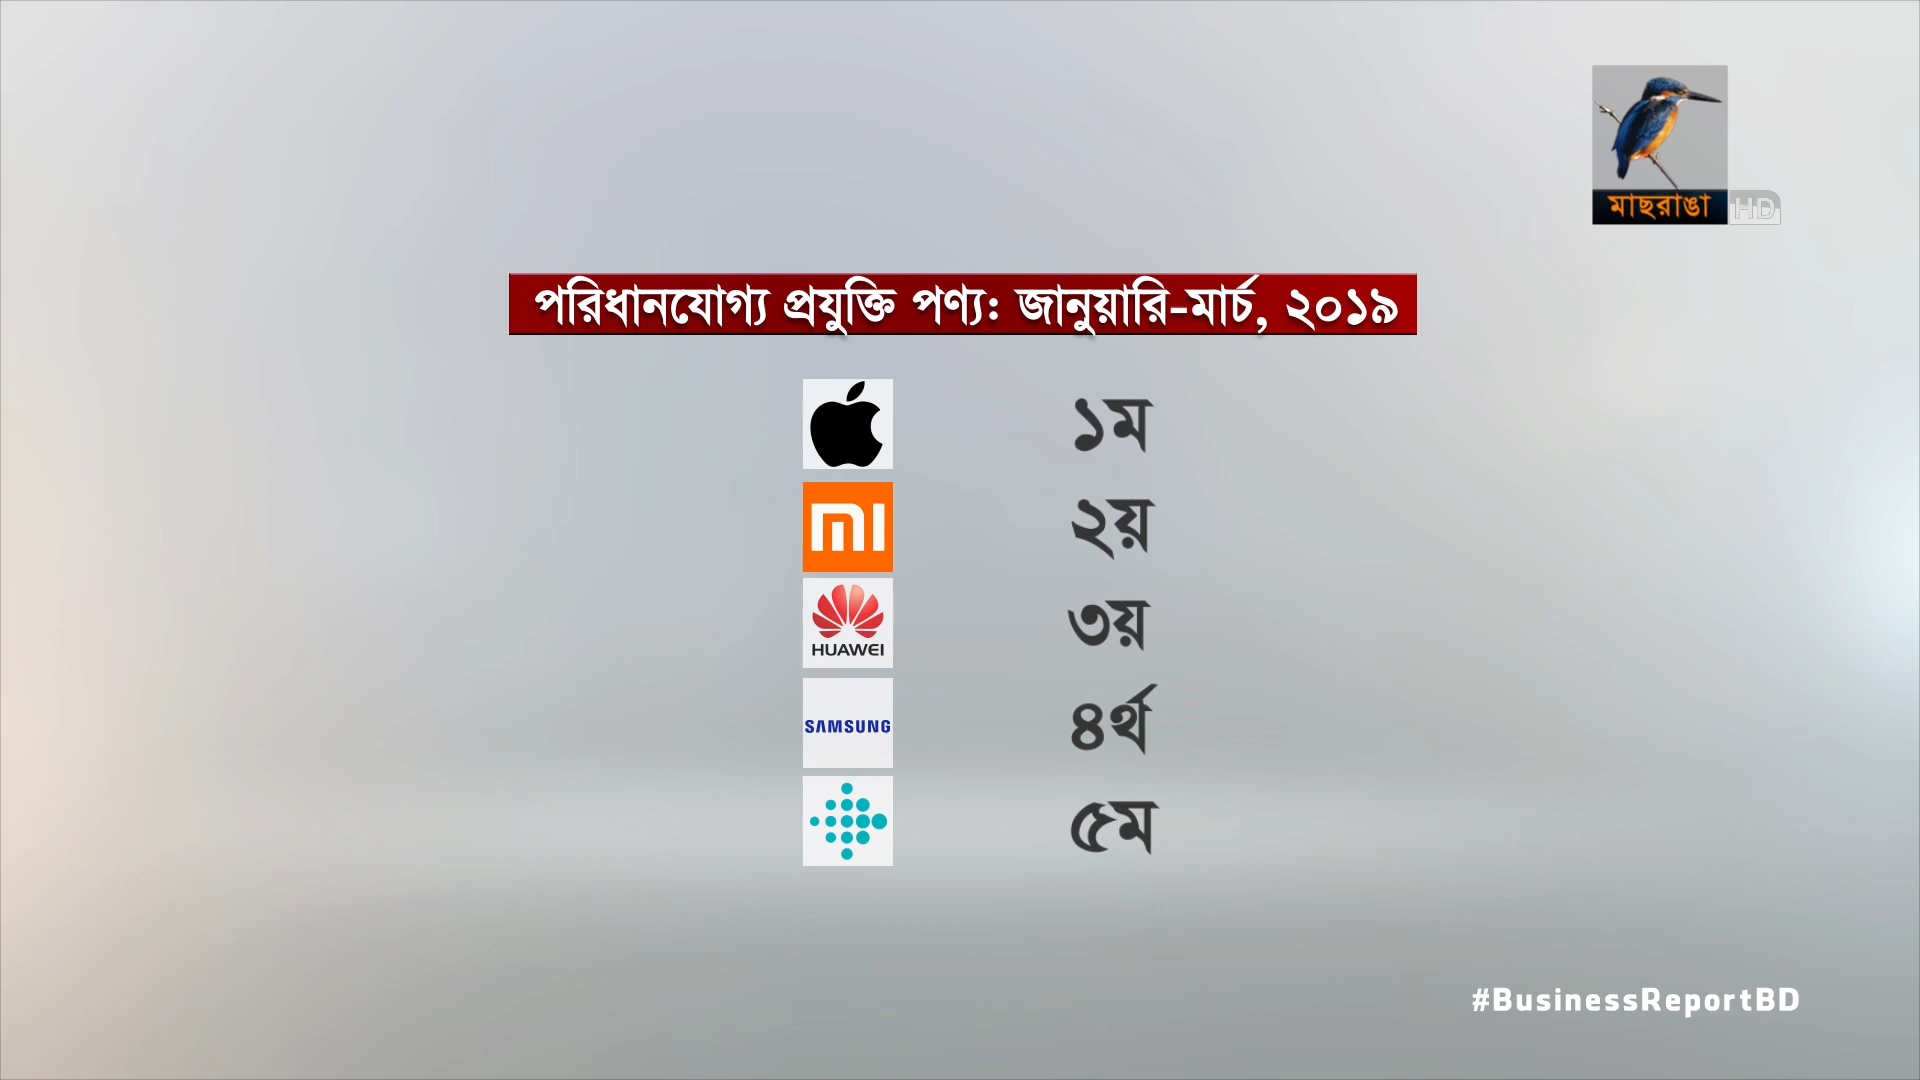 মাছরাঙা HD
পরিধানযোগ্য প্রযুক্তি পণ্য: জানুয়ারি-মার্চ, ২০১৯
১ম
mi ২য়
HUAWEI ৩য়
SAMSUNG ৪র্থ
৫ম
#BusinessReportBD